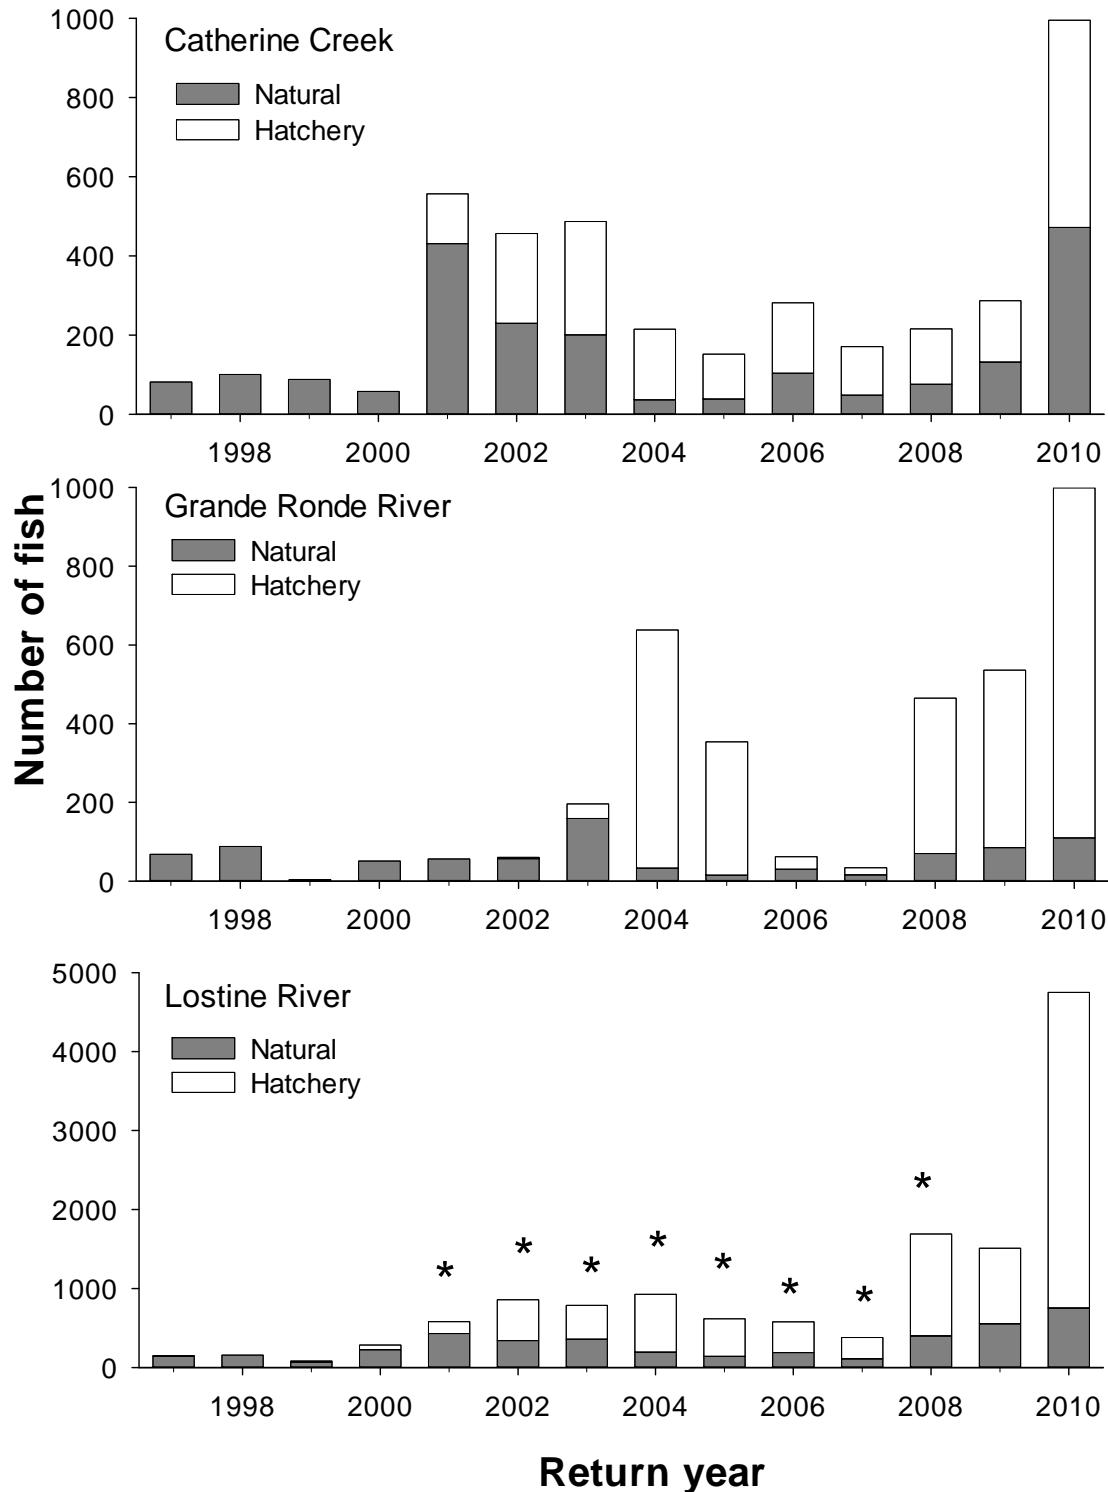 Catherine Creek
Natural
Hatchery
1000
800
600
400
200
0
1998 2000 2002 2004 2006 2008 2010
Number of fish
Grande Ronde River
Natural
Hatchery
1000
800
600
400
200
0
1998 2000 2002 2004 2006 2008 2010
Lostine River
Natural
Hatchery
5000
4000
3000
2000
1000
0
* * * * * * * *
1998 2000 2002 2004 2006 2008 2010
Return year